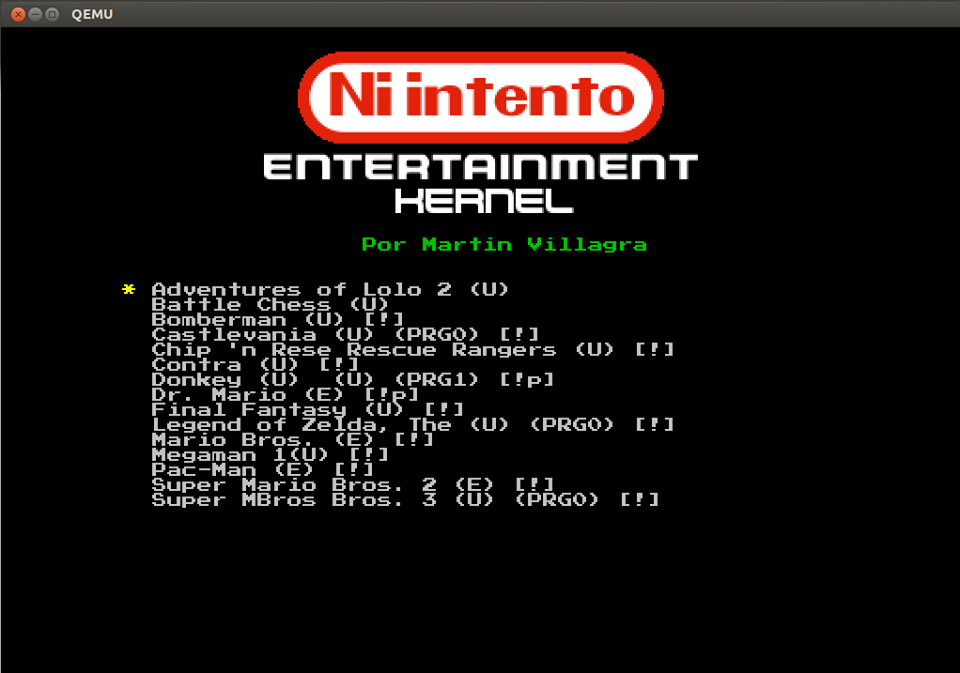 QEMU
Ni intento
ENTERTAINMENT
KERNEL
Por Martin Villagra
* Adventures of Lolo 2 (U)
Battle Chess (U)
Bomberman (U) [!]
Castlevania (U) (PRG0) [!]
Chip 'n Rese Rescue Rangers (U) [!]
Contra (U) [!]
Donkey (U) (U) (PRG1) [!p]
Dr. Mario (E) [!p]
Final Fantasy (U) [!]
Legend of Zelda, The (U) (PRG0) [!]
Mario Bros. (E) [!]
Megaman 1(U) [!]
Pac-Man (E) [!]
Super Mario Bros. 2 (E) [!]
Super MBros Bros. 3 (U) (PRG0) [!]